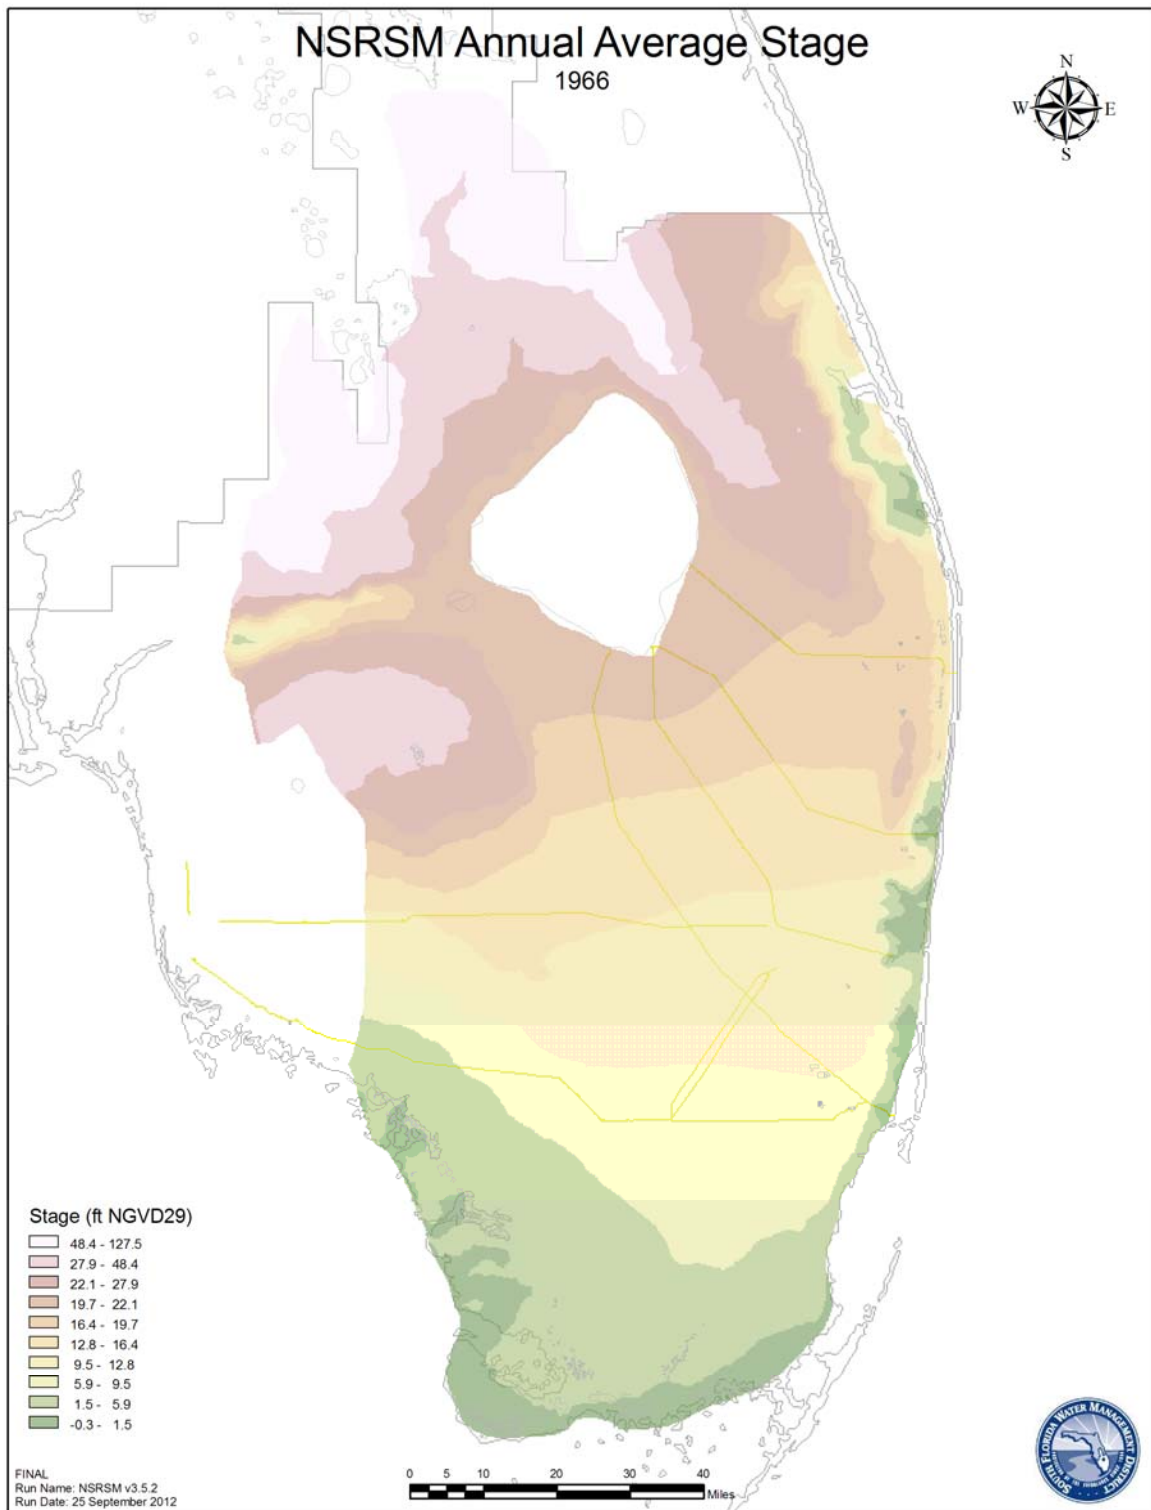 NSRSM Annual Average Stage
1966
N
W E
S
Stage (ft NGVD29)
48.4 - 127.5
27.9 - 48.4
22.1 - 27.9
19.7 - 22.1
16.4 - 19.7
12.8 - 16.4
9.5 - 12.8
5.9 - 9.5
1.5 - 5.9
-0.3 - 1.5
FINAL
Run Name: NSRSM v3.5.2
Run Date: 25 September 2012
0 5 10 20 30 40
Miles
SOUTH FLORIDA WATER MANAGEMENT DISTRICT